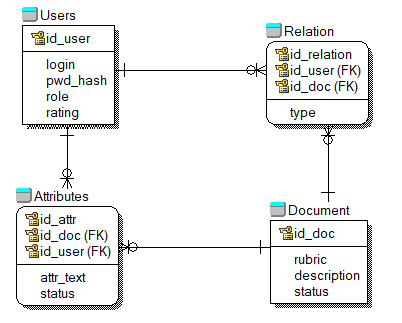 Users
id_user
login
pwd_hash
role
rating
Relation
id_relation
id_user (FK)
id_doc (FK)
type
Attributes
id_attr
id_doc (FK)
id_user (FK)
attr_text
status
Document
id_doc
rubric
description
status